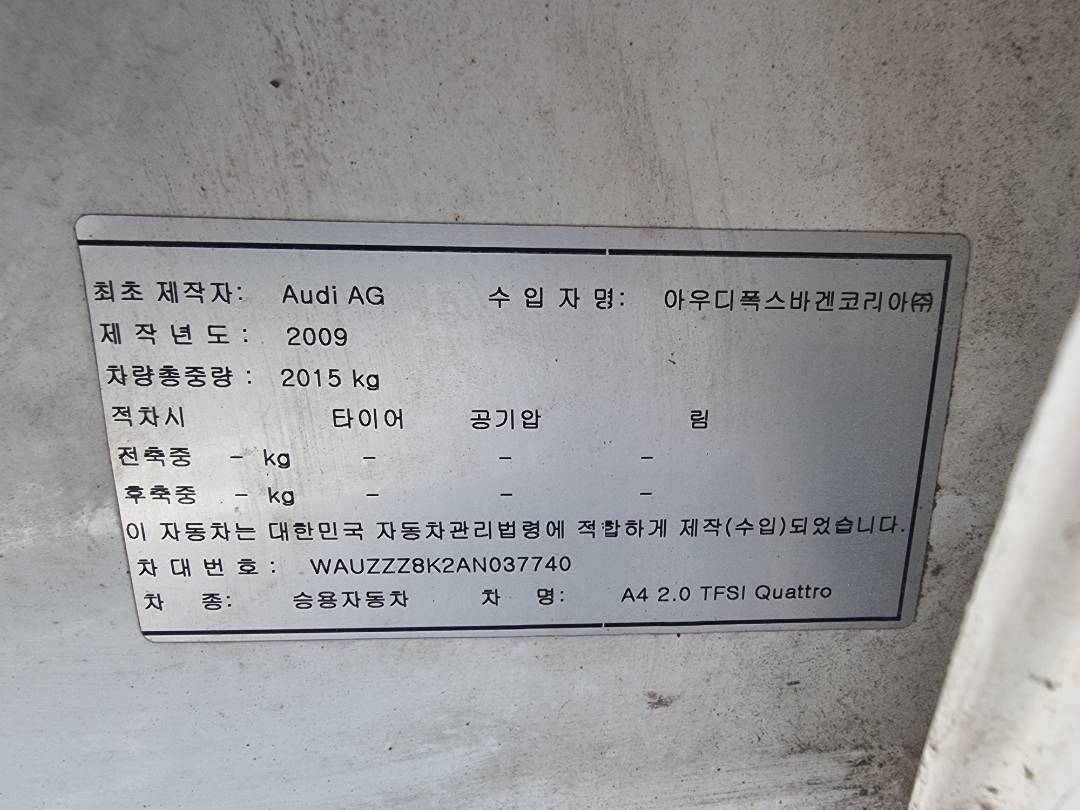 최초 제작자: Audi AG 수 입 자 명: 아우디폭스바겐코리아㈜
제 작 년 도 : 2009
차량총중량 : 2015 kg
적차시 타이어 공기압 림
전축중 - kg - - -
후축중 - kg - - -
이 자동차는 대한민국 자동차관리법령에 적합하게 제작(수입)되었습니다.
차 대 번 호 : WAUZZZ8K2AN037740
차 종: 승용자동차 차 명: A4 2.0 TFSI Quattro